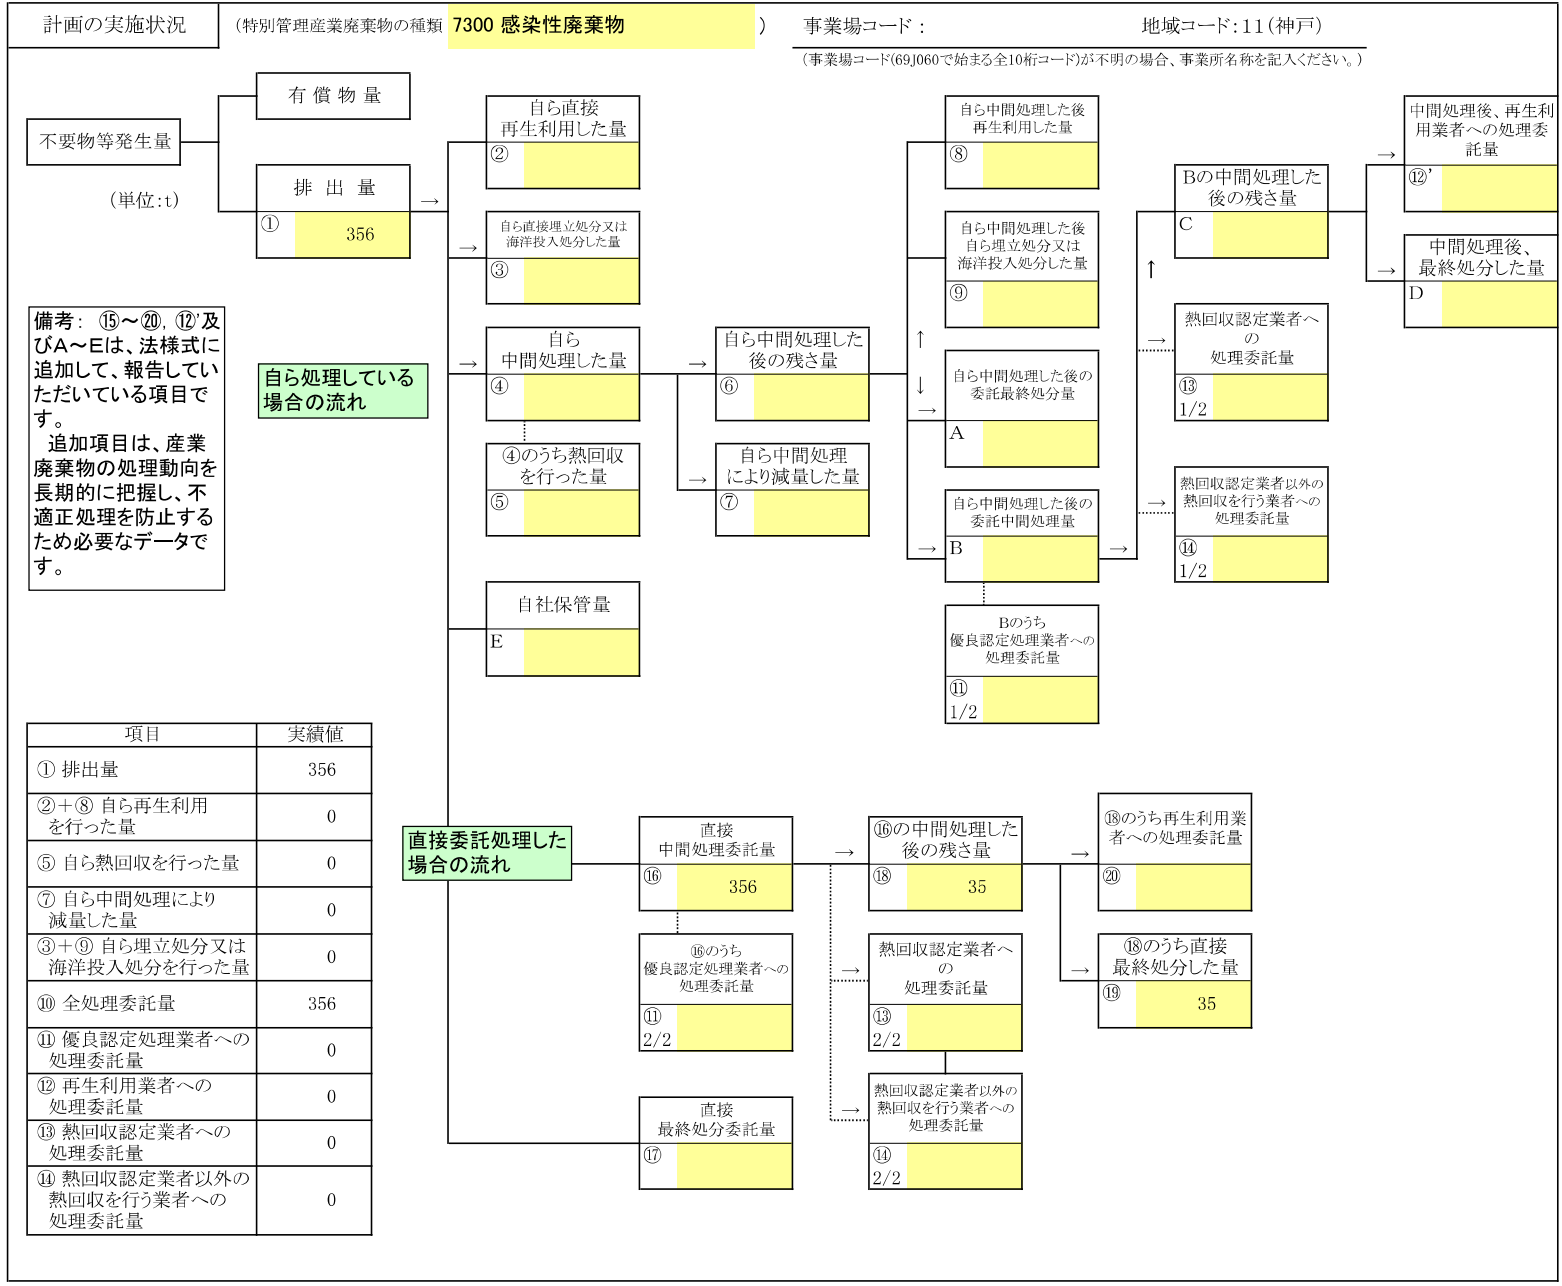 計画の実施状況
(特別管理産業廃棄物の種類 7300 感染性廃棄物 )
事業場コード :
地域コード:11(神戸)
(事業場コード(69J060で始まる全10桁コード)が不明の場合、事業所名称を記入ください。)
不要物等発生量
(単位:t)
有 償 物 量
排 出 量
→
①
356
自ら直接
再生利用した量
②
→
自ら直接埋立処分又は
海洋投入処分した量
③
→
自ら
中間処理した量
④
④のうち熱回収
を行った量
⑤
自社保管量
E
→
自ら中間処理した
後の残さ量
⑥
→
自ら中間処理
により減量した量
⑦
自ら中間処理した後
再生利用した量
⑧
自ら中間処理した後
自ら埋立処分又は
海洋投入処分した量
⑨
↑
↓
→
自ら中間処理した後の
委託最終処分量
A
→
自ら中間処理した後の
委託中間処理量
B
→
Bのうち
優良認定処理業者への
処理委託量
⑪
1/2
Bの中間処理した
後の残さ量
C
↑
→
熱回収認定業者へ
の
処理委託量
⑬
1/2
→
熱回収認定業者以外の
熱回収を行う業者への
処理委託量
⑭
1/2
→
中間処理後、再生利
用業者への処理委
託量
⑫’
→
中間処理後、
最終処分した量
D
備考: ⑮~⑳, ⑫’及
びA~Eは、法様式に
追加して、報告してい
ただいている項目で
す。
追加項目は、産業
廃棄物の処理動向を
長期的に把握し、不
適正処理を防止する
ため必要なデータで
す。
自ら処理している
場合の流れ
項目 実績値
① 排出量 356
②+⑧ 自ら再生利用
を行った量 0
⑤ 自ら熱回収を行った量 0
⑦ 自ら中間処理により
減量した量 0
③+⑨ 自ら埋立処分又は
海洋投入処分を行った量 0
⑩ 全処理委託量 356
⑪ 優良認定処理業者への
処理委託量 0
⑫ 再生利用業者への
処理委託量 0
⑬ 熱回収認定業者への
処理委託量 0
⑭ 熱回収認定業者以外の
熱回収を行う業者への
処理委託量 0
直接委託処理した
場合の流れ
直接
中間処理委託量
⑯
356
⑯のうち
優良認定処理業者への
処理委託量
⑪
2/2
直接
最終処分委託量
⑰
→
⑯の中間処理した
後の残さ量
⑱
35
→
熱回収認定業者へ
の
処理委託量
⑬
2/2
→
熱回収認定業者以外の
熱回収を行う業者への
処理委託量
⑭
2/2
→
⑱のうち再生利用業
者への処理委託量
⑳
→
⑱のうち直接
最終処分した量
⑲
35